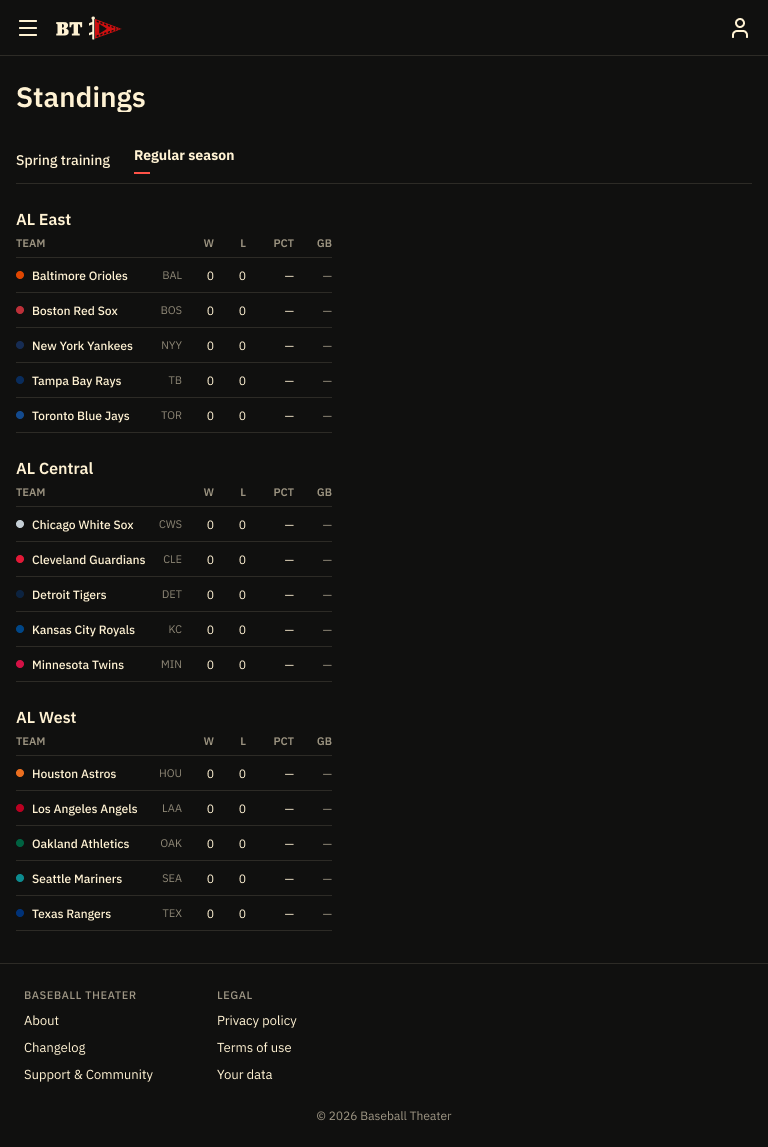 BT
Standings
Spring training Regular season
AL East
TEAM W L PCT GB
Baltimore Orioles BAL 0 0 — —
Boston Red Sox BOS 0 0 — —
New York Yankees NYY 0 0 — —
Tampa Bay Rays TB 0 0 — —
Toronto Blue Jays TOR 0 0 — —
AL Central
TEAM W L PCT GB
Chicago White Sox CWS 0 0 — —
Cleveland Guardians CLE 0 0 — —
Detroit Tigers DET 0 0 — —
Kansas City Royals KC 0 0 — —
Minnesota Twins MIN 0 0 — —
AL West
TEAM W L PCT GB
Houston Astros HOU 0 0 — —
Los Angeles Angels LAA 0 0 — —
Oakland Athletics OAK 0 0 — —
Seattle Mariners SEA 0 0 — —
Texas Rangers TEX 0 0 — —
BASEBALL THEATER LEGAL
About Privacy policy
Changelog Terms of use
Support & Community Your data
© 2026 Baseball Theater